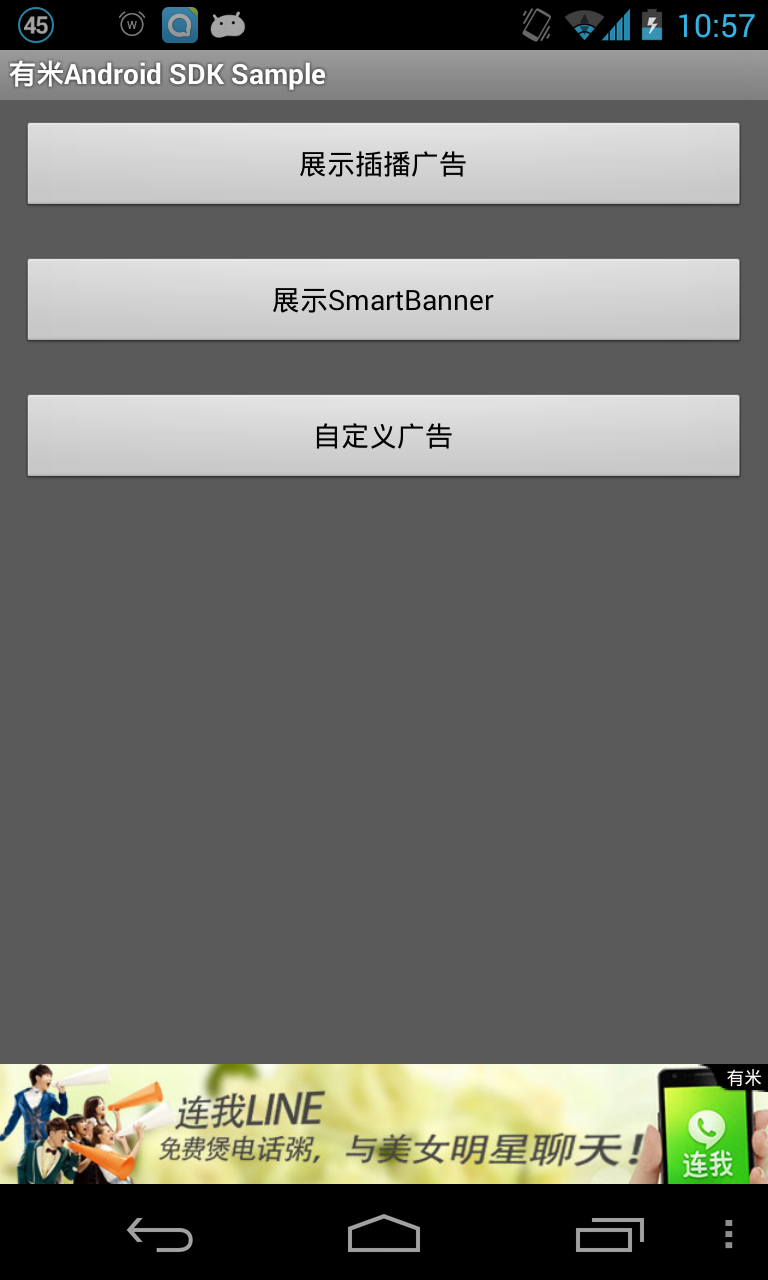 45
W
10:57
有米Android SDK Sample
展示插播广告
展示SmartBanner
自定义广告
有米
连我LINE
免费煲电话粥，与美女明星聊天！
连我